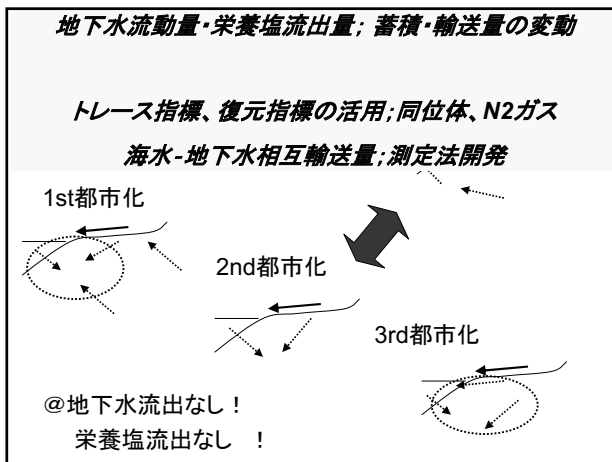 地下水流動量・栄養塩流出量; 蓄積・輸送量の変動
トレース指標、復元指標の活用;同位体、N2ガス
海水-地下水相互輸送量;測定法開発
1st都市化
2nd都市化
3rd都市化
＠地下水流出なし！
栄養塩流出なし　！